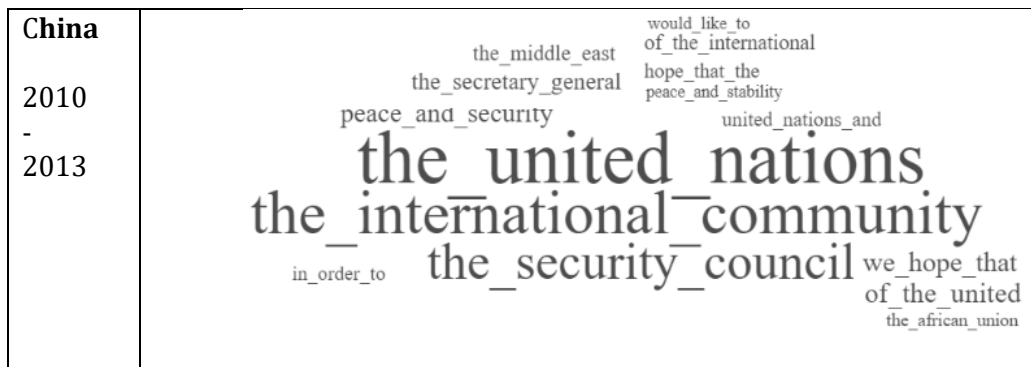 China
2010
-
2013
would_like_to
of_the_international
the_middle_east
hope_that_the
the_secretary_general
peace_and_stability
peace_and_security
united_nations_and
the_united_nations
the_international_community
the_security_council
we_hope_that
in_order_to
of_the_united
the_african_union